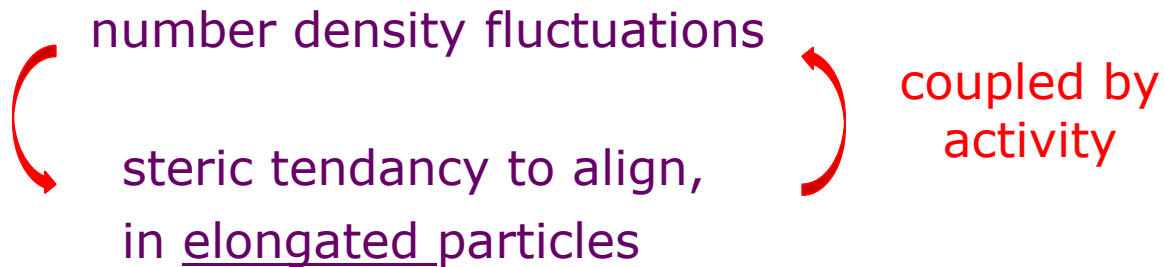 number density fluctuations
coupled by
activity
steric tendancy to align,
in elongated particles